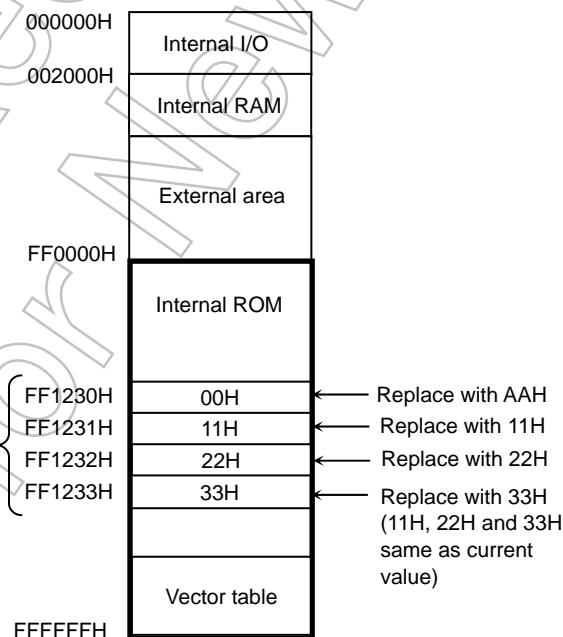 000000H
Internal I/O
002000H
Internal RAM
External area
FF0000H
Internal ROM
FF1230H 00H Replace with AAH
FF1231H 11H Replace with 11H
FF1232H 22H Replace with 22H
FF1233H 33H Replace with 33H
(11H, 22H and 33H
same as current
value)
Vector table
FFFFFFH